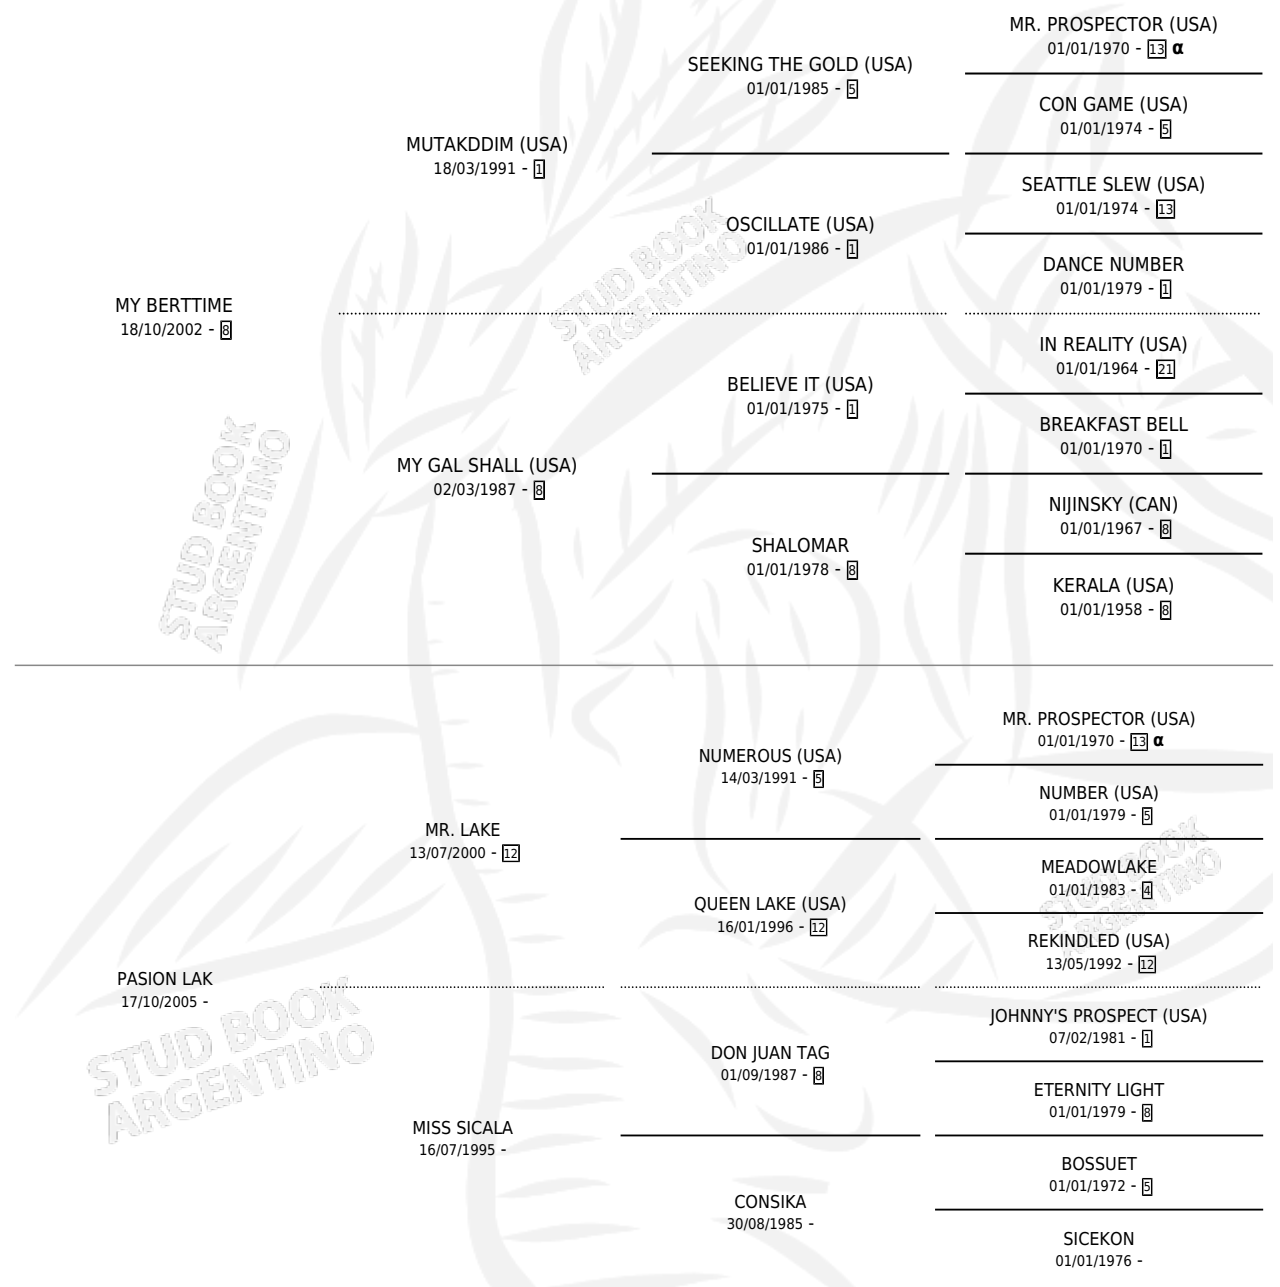 MR. PROSPECTOR (USA)
01/01/1970 - 13 α
SEEKING THE GOLD (USA)
01/01/1985 - 5
CON GAME (USA)
01/01/1974 - 5
MUTAKDDIM (USA)
18/03/1991 - 1
SEATTLE SLEW (USA)
01/01/1974 - 13
OSCILLATE (USA)
01/01/1986 - 1
DANCE NUMBER
01/01/1979 - 1
MY BERTTIME
18/10/2002 - 8
IN REALITY (USA)
01/01/1964 - 21
BELIEVE IT (USA)
01/01/1975 - 1
BREAKFAST BELL
01/01/1970 - 1
MY GAL SHALL (USA)
02/03/1987 - 8
NIJINSKY (CAN)
01/01/1967 - 8
SHALOMAR
01/01/1978 - 8
KERALA (USA)
01/01/1958 - 8
STUD BOOK
ARGENTINO
STUD BOOK
ARGENTINO
MR. PROSPECTOR (USA)
01/01/1970 - 13 α
NUMEROUS (USA)
14/03/1991 - 5
NUMBER (USA)
01/01/1979 - 5
MR. LAKE
13/07/2000 - 12
MEADOWLAKE
01/01/1983 - 4
QUEEN LAKE (USA)
16/01/1996 - 12
REKINDLED (USA)
13/05/1992 - 12
PASION LAK
17/10/2005 -
JOHNNY'S PROSPECT (USA)
07/02/1981 - 1
DON JUAN TAG
01/09/1987 - 8
ETERNITY LIGHT
01/01/1979 - 8
MISS SICALA
16/07/1995 -
BOSSUET
01/01/1972 - 5
CONSIKA
30/08/1985 -
SICEKON
01/01/1976 -
STUD BOOK
ARGENTINO
STUD BOOK
ARGENTINO